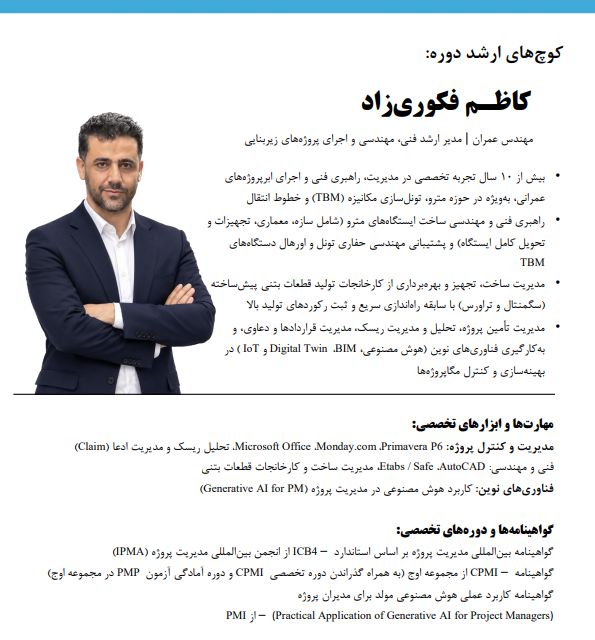 کوچ‌های ارشد دوره:
کاظــم فکوری‌زاد
مهندس عمران | مدیر ارشد فنی، مهندسی و اجرای پروژه‌های زیربنایی
• بیش از ۱۰ سال تجربه تخصصی در مدیریت، راهبری فنی و اجرای ابرپروژه‌های
عمرانی، به‌ویژه در حوزه مترو، تونل‌سازی مکانیزه (TBM) و خطوط انتقال
• راهبری فنی و مهندسی ساخت ایستگاه‌های مترو (شامل سازه، معماری، تجهیزات و
تحویل کامل ایستگاه) و پشتیبانی مهندسی حفاری تونل و اورهال دستگاه‌های
TBM
• مدیریت ساخت، تجهیز و بهره‌برداری از کارخانجات تولید قطعات بتنی پیش‌ساخته
(سگمنتال و تراورس) با سابقه راه‌اندازی سریع و ثبت رکوردهای تولید بالا
• مدیریت تأمین پروژه، تحلیل و مدیریت ریسک، مدیریت قراردادها و دعاوی، و
به‌کارگیری فناوری‌های نوین (هوش مصنوعی، BIM، Digital Twin و IoT ) در
بهینه‌سازی و کنترل مگاپروژه‌ها
مهارت‌ها و ابزارهای تخصصی:
مدیریت و کنترل پروژه: Primavera P6، Monday.com، Microsoft Office، تحلیل ریسک و مدیریت ادعا (Claim)
فنی و مهندسی: AutoCAD، Etabs / Safe، مدیریت ساخت و کارخانجات قطعات بتنی
فناوری‌های نوین: کاربرد هوش مصنوعی در مدیریت پروژه (Generative AI for PM)
گواهینامه‌ها و دوره‌های تخصصی:
گواهینامه بین‌المللی مدیریت پروژه بر اساس استاندارد – ICB4 از انجمن بین‌المللی مدیریت پروژه (IPMA)
گواهینامه – CPMI از مجموعه اوج (به همراه گذراندن دوره تخصصی CPMI و دوره آمادگی آزمون PMP در مجموعه اوج)
گواهینامه کاربرد عملی هوش مصنوعی مولد برای مدیران پروژه
(Practical Application of Generative AI for Project Managers) – از PMI